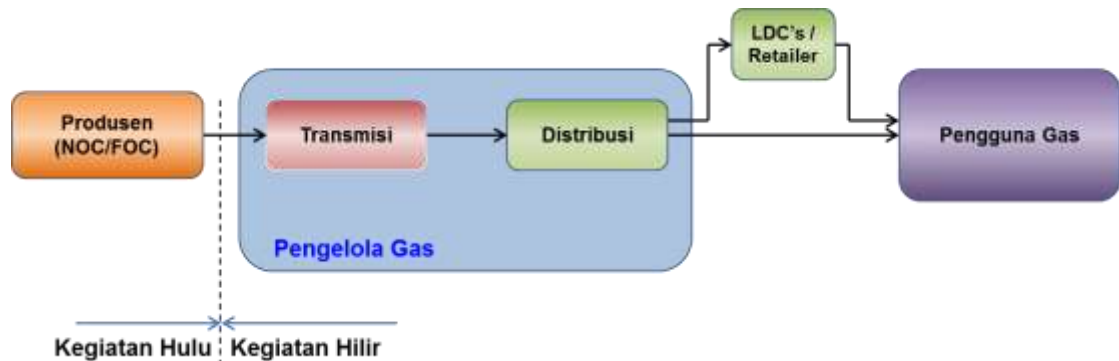 LDC's /
Retailer
Produsen
(NOC/FOC)
Transmisi
Distribusi
Pengguna Gas
Pengelola Gas
Kegiatan Hulu
Kegiatan Hilir